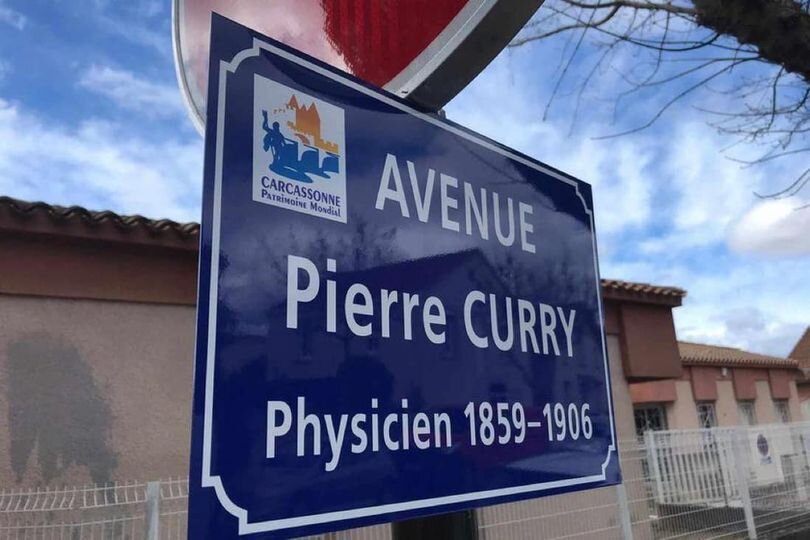 CARCASSONNE
PATRIMOINE MONDIAL
AVENUE
Pierre CURRY
Physicien 1859–1906